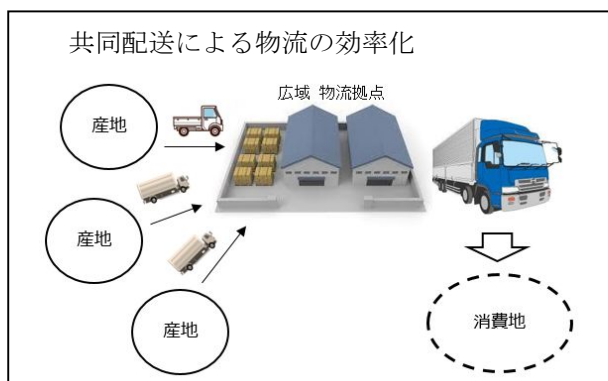 共同配送による物流の効率化
広域 物流拠点
産地
産地
産地
消費地